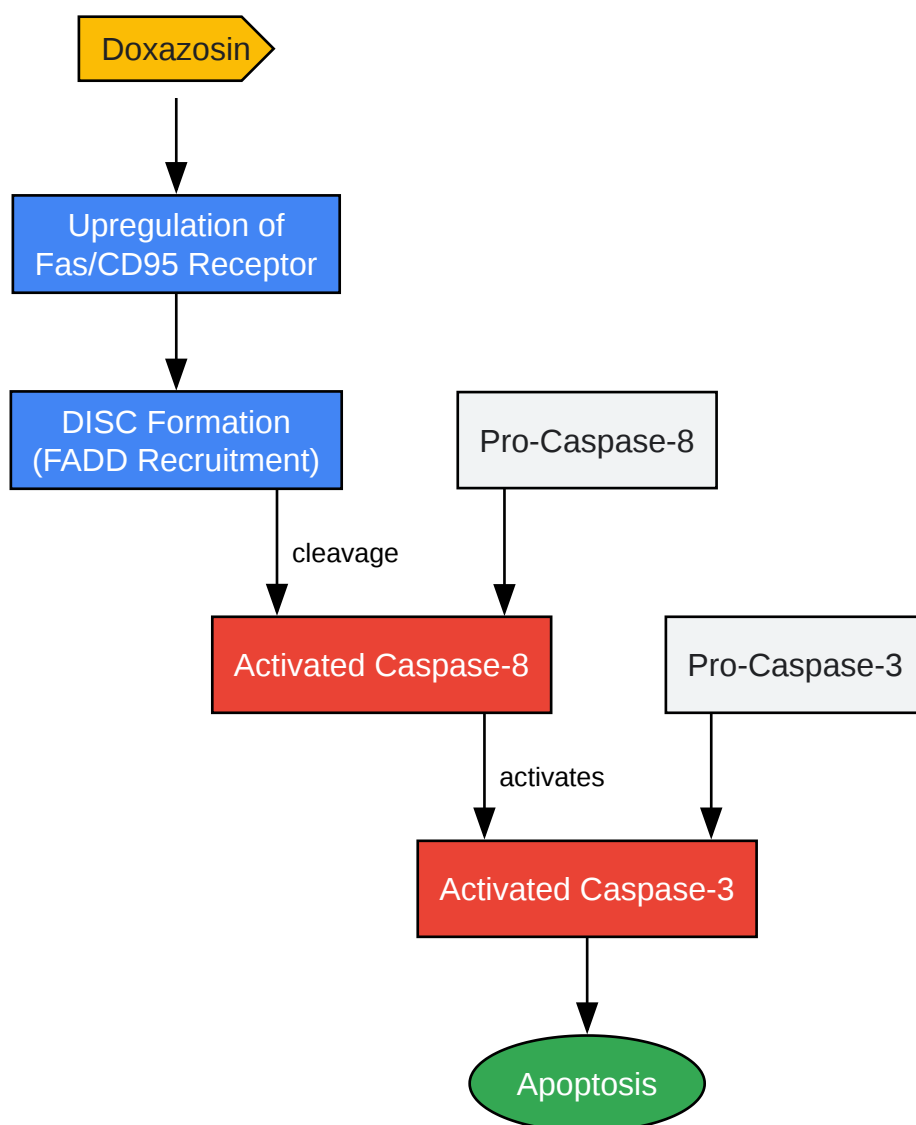 Doxazosin
Upregulation of
Fas/CD95 Receptor
DISC Formation
(FADD Recruitment)
Pro-Caspase-8
cleavage
Activated Caspase-8
Pro-Caspase-3
activates
Activated Caspase-3
Apoptosis